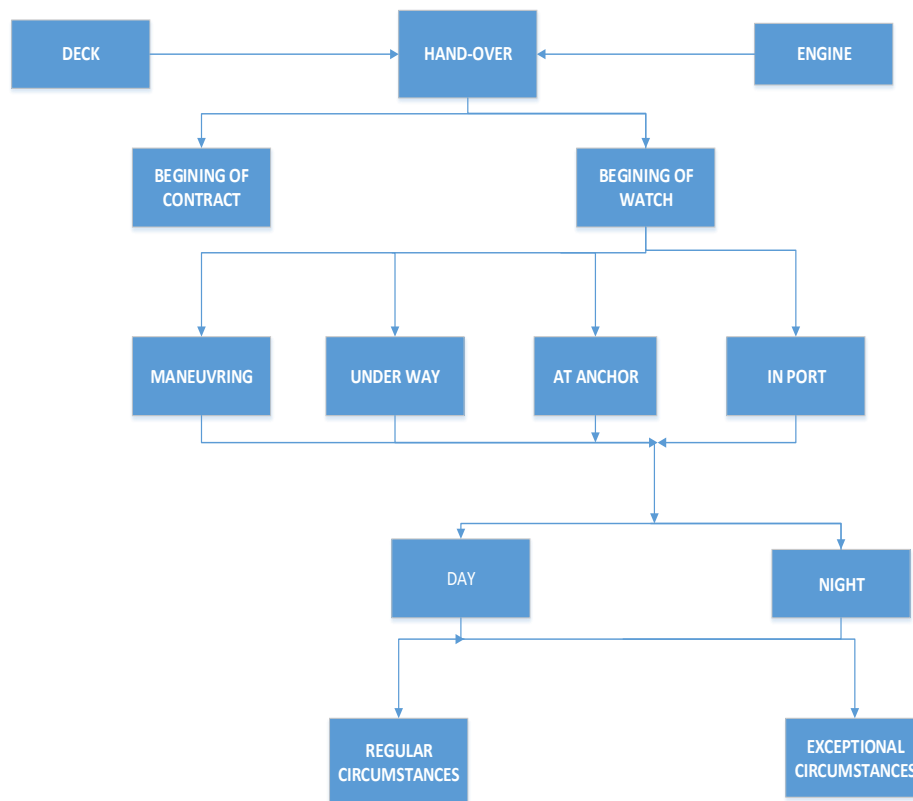 DECK
HAND-OVER
ENGINE
BEGINING OF
CONTRACT
BEGINING OF
WATCH
MANEUVRING
UNDER WAY
AT ANCHOR
IN PORT
DAY
NIGHT
REGULAR
CIRCUMSTANCES
EXCEPTIONAL
CIRCUMSTANCES